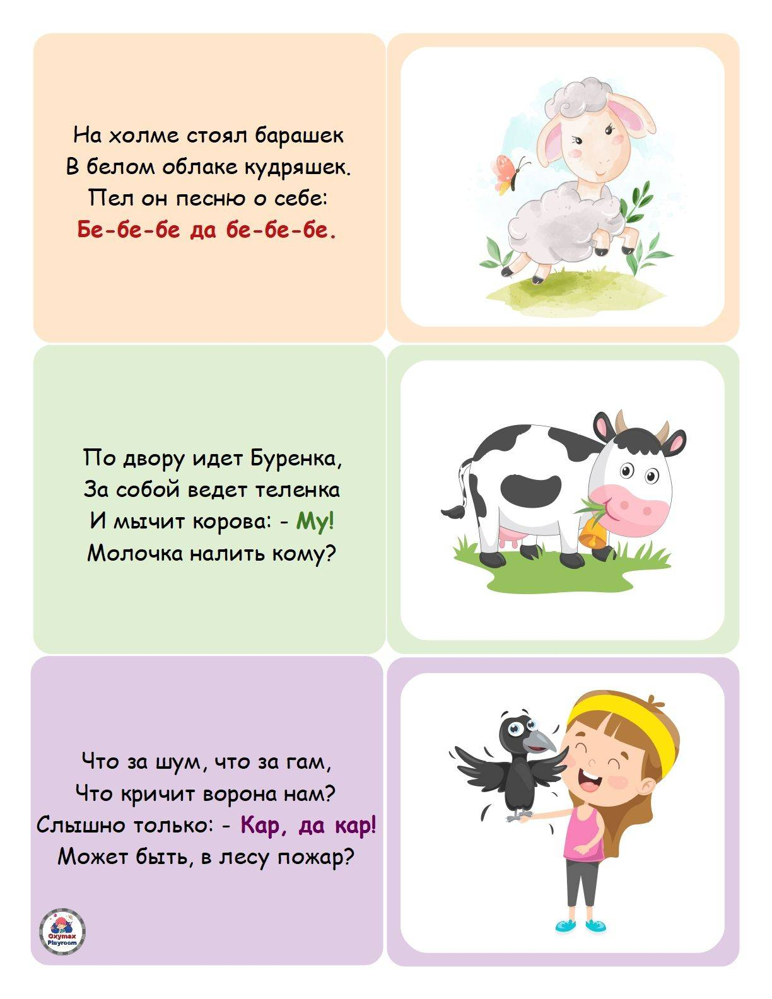 На холме стоял барашек
В белом облаке кудряшек.
Пел он песню о себе:
Бе-бе-бе да бе-бе-бе.
По двору идет Буренка,
За собой ведет теленка
И мычит корова: - Му!
Молочка налить кому?
Что за шум, что за гам,
Что кричит ворона нам?
Слышно только: - Кар, да кар!
Может быть, в лесу пожар?
Oxymax
Playroom